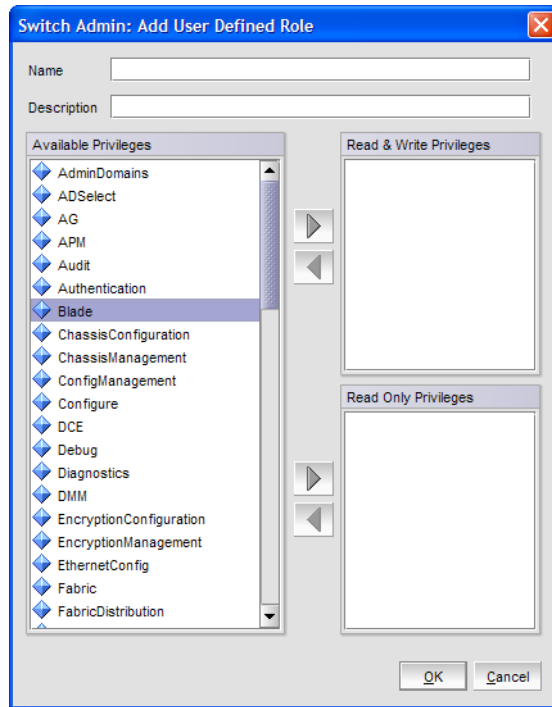 Switch Admin: Add User Defined Role
Name
Description
Available Privileges
AdminDomains
ADSelect
AG
APM
Audit
Authentication
Blade
ChassisConfiguration
ChassisManagement
ConfigManagement
Configure
DCE
Debug
Diagnostics
DMM
EncryptionConfiguration
EncryptionManagement
EthernetConfig
Fabric
FabricDistribution
Read & Write Privileges
Read Only Privileges
OK
Cancel